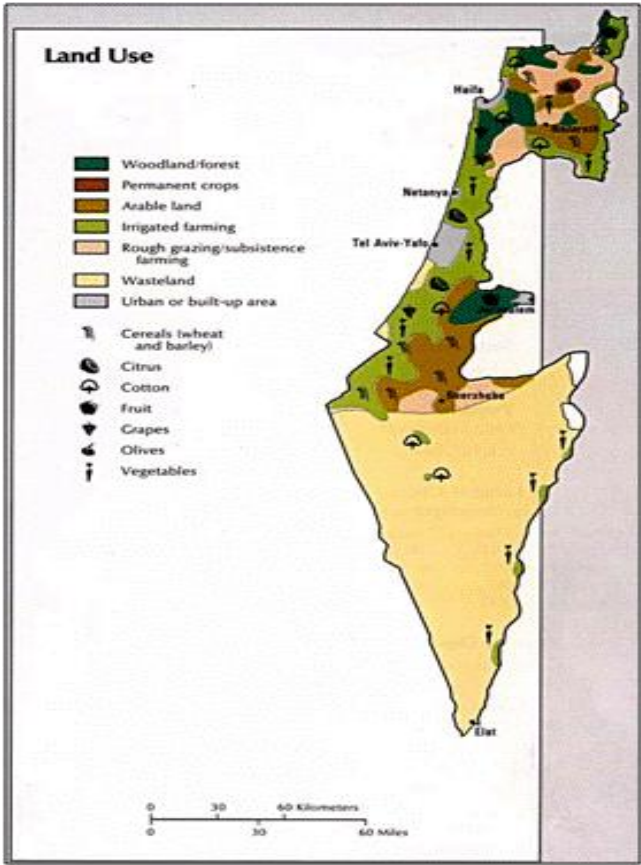 Land Use
Woodland/forest
Permanent crops
Arable land
Irrigated farming
Rough grazing/subsistence
farming
Wasteland
Urban or built-up area
Cereals (wheat
and barley)
Citrus
Cotton
Fruit
Grapes
Olives
Vegetables
Haifa
Nazareth
Netanya
Tel Aviv-Yafo
Jerusalem
Beersheba
Elat
0 30 60 Kilometers
0 30 60 Miles